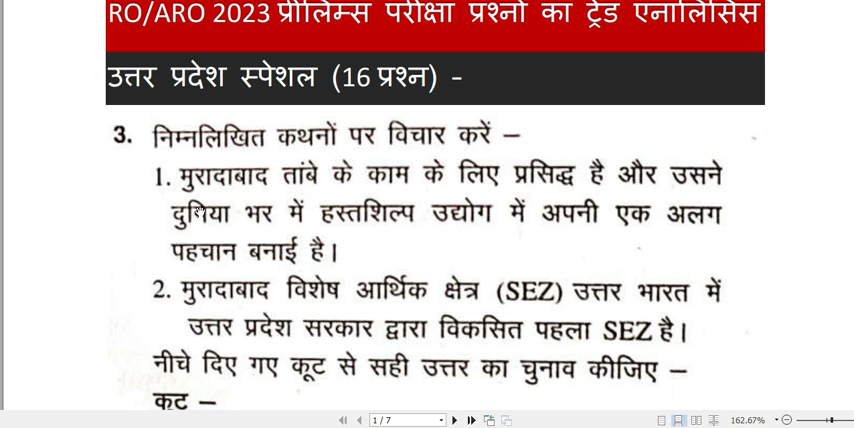 RO/ARO 2023 प्रीलिम्स परीक्षा प्रश्नों का ट्रेंड एनालिसिस
उत्तर प्रदेश स्पेशल (16 प्रश्न) -
3. निम्नलिखित कथनों पर विचार करें –
1. मुरादाबाद तांबे के काम के लिए प्रसिद्ध है और उसने
दुनिया भर में हस्तशिल्प उद्योग में अपनी एक अलग
पहचान बनाई है।
2. मुरादाबाद विशेष आर्थिक क्षेत्र (SEZ) उत्तर भारत में
उत्तर प्रदेश सरकार द्वारा विकसित पहला SEZ है।
नीचे दिए गए कूट से सही उत्तर का चुनाव कीजिए –
कूट –
1 / 7
162.67%